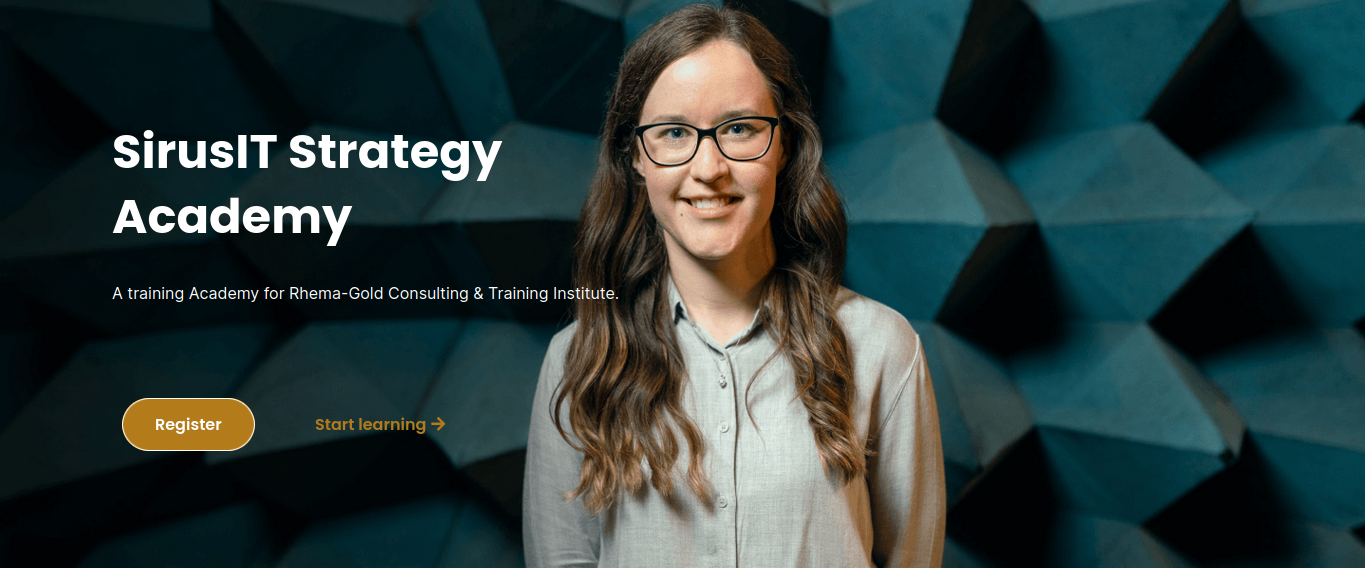 SirusIT Strategy
Academy
A training Academy for Rhema-Gold Consulting & Training Institute.
Register
Start learning →